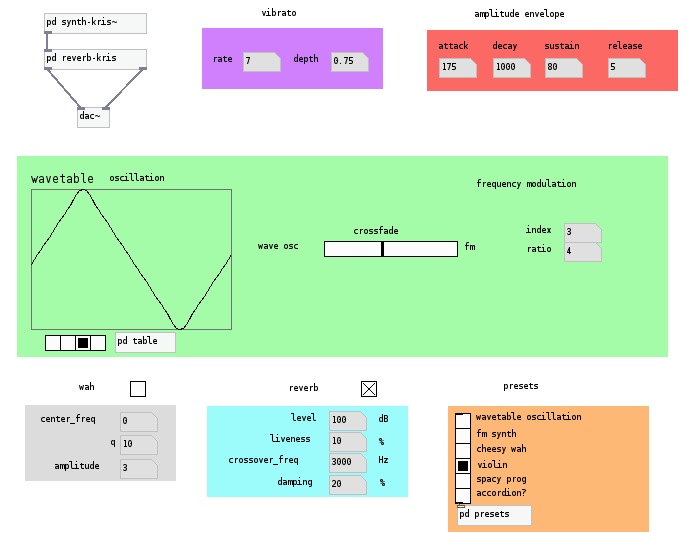 pd synth-kris~
pd reverb-kris
dac~
vibrato
rate 7 depth 0.75
amplitude envelope
attack decay sustain release
175 1000 80 5
wavetable oscillation
pd table
crossfade
wave osc fm
frequency modulation
index 3
ratio 4
wah
center_freq 0
q 10
amplitude 3
reverb
level 100 dB
liveness 10 %
crossover_freq 3000 Hz
damping 20 %
presets
wavetable oscillation
fm synth
cheesy wah
violin
spacy prog
accordion?
pd presets